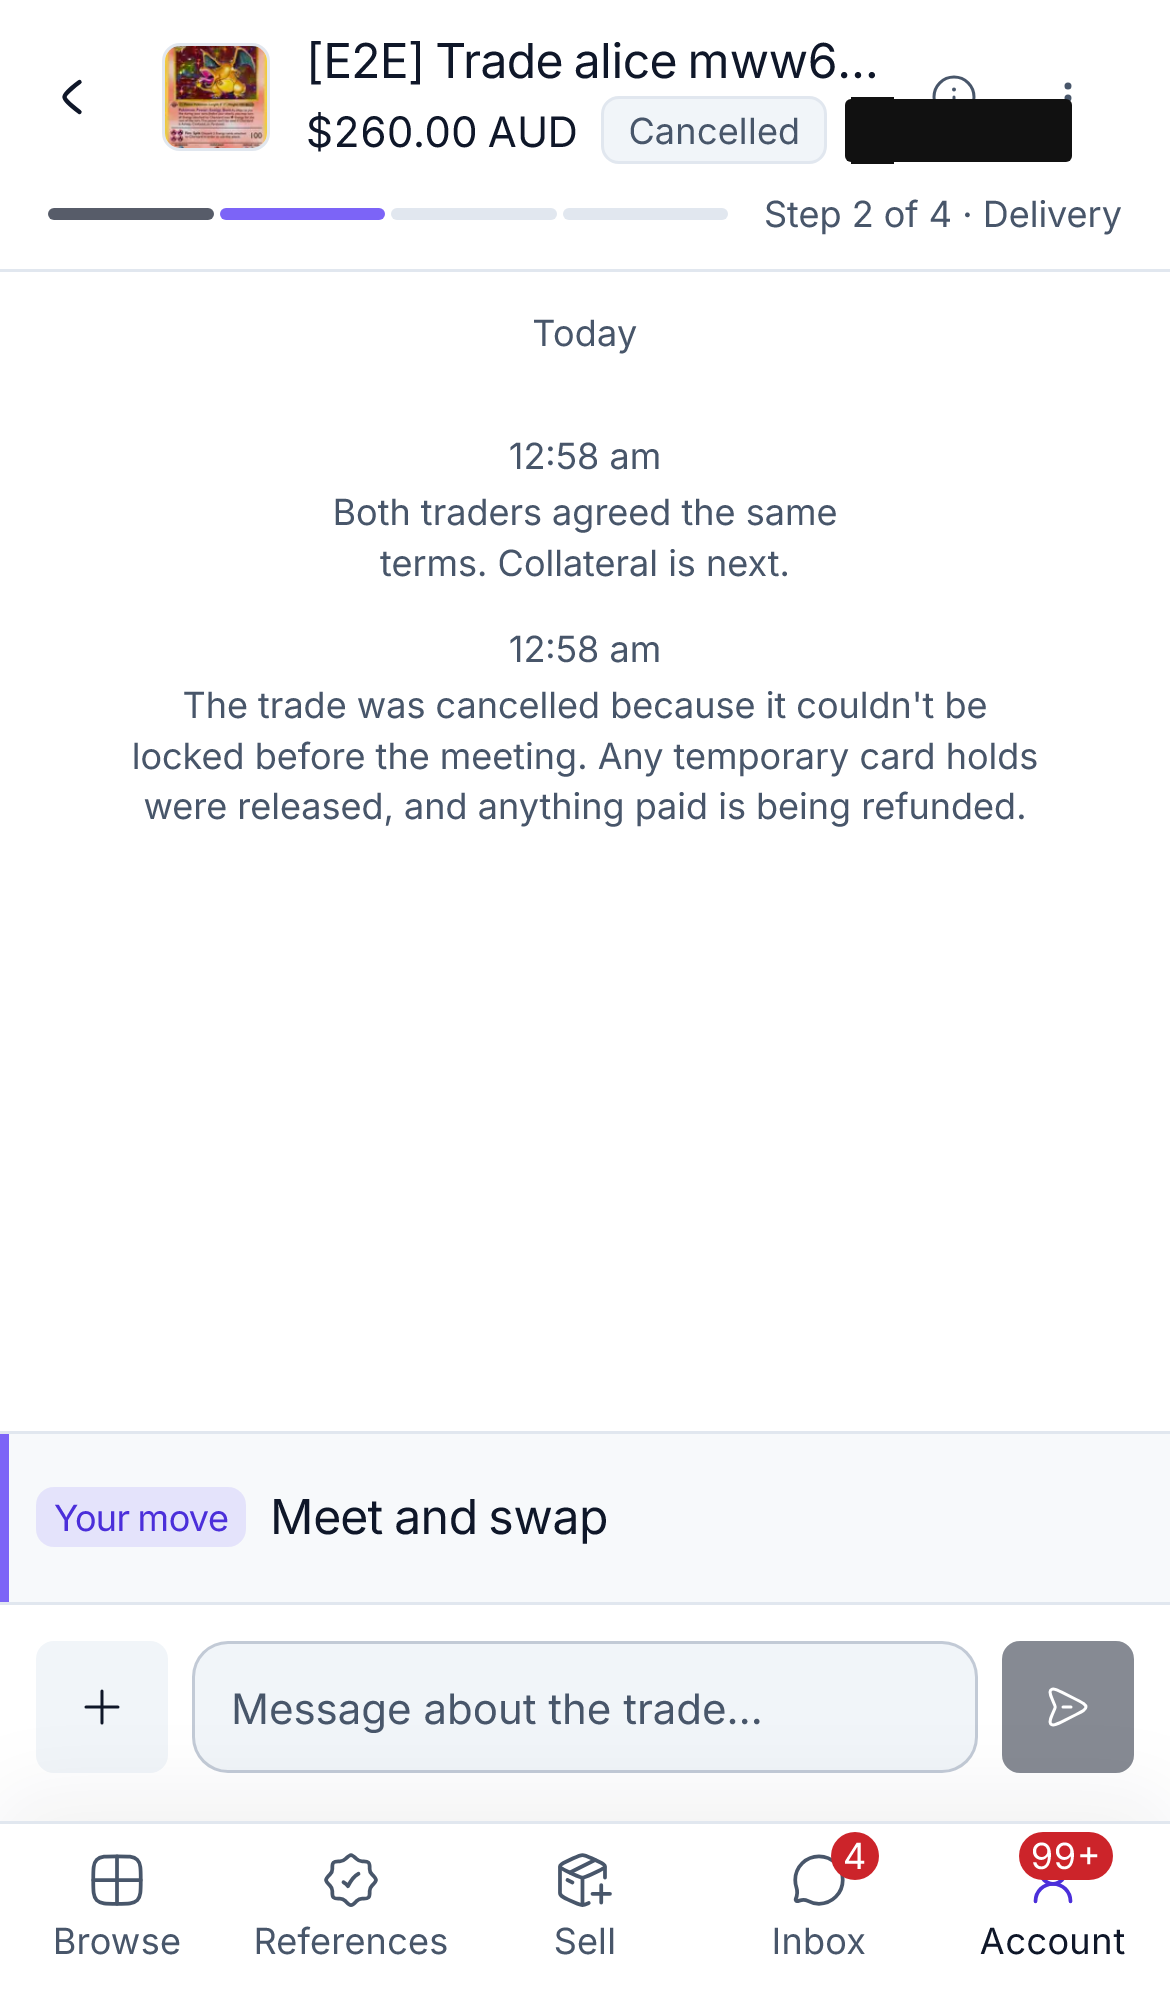 [E2E] Trade alice mww6...
$260.00 AUD
Cancelled
Step 2 of 4 · Delivery
Today
12:58 am
Both traders agreed the same
terms. Collateral is next.
12:58 am
The trade was cancelled because it couldn't be
locked before the meeting. Any temporary card holds
were released, and anything paid is being refunded.
Your move
Meet and swap
Message about the trade...
4
99+
Browse
References
Sell
Inbox
Account